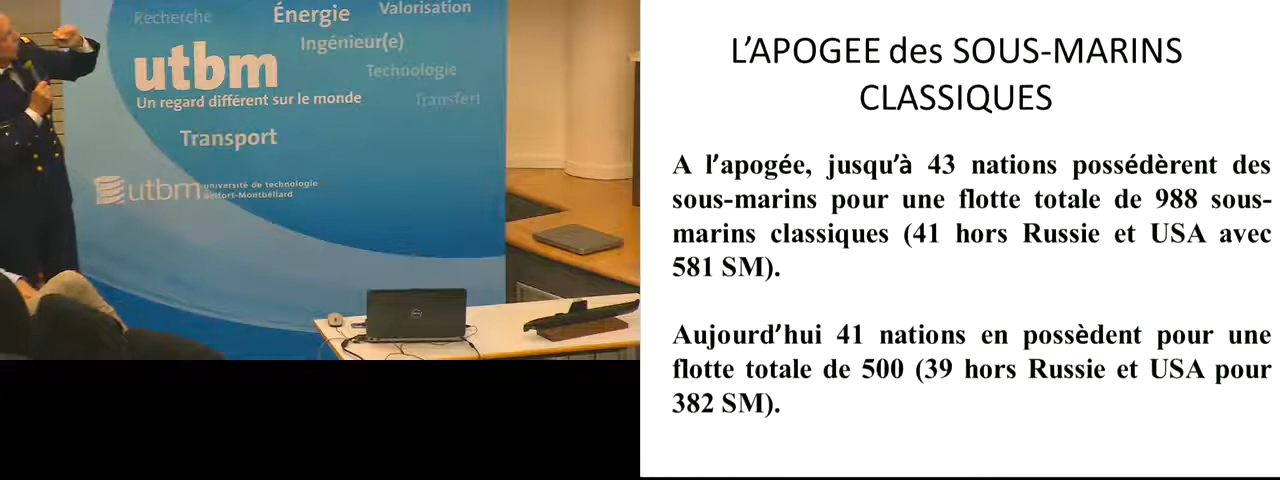 Recherche
Énergie
Valorisation
Ingénieur(e)
utbm
Technologie
Un regard différent sur le monde
Transfert
Transport
utbm université de technologie
Belfort-Montbéliard
DELL
L'APOGEE des SOUS-MARINS
CLASSIQUES
A l'apogée, jusqu'à 43 nations possédèrent des
sous-marins pour une flotte totale de 988 sous-
marins classiques (41 hors Russie et USA avec
581 SM).
Aujourd'hui 41 nations en possèdent pour une
flotte totale de 500 (39 hors Russie et USA pour
382 SM).